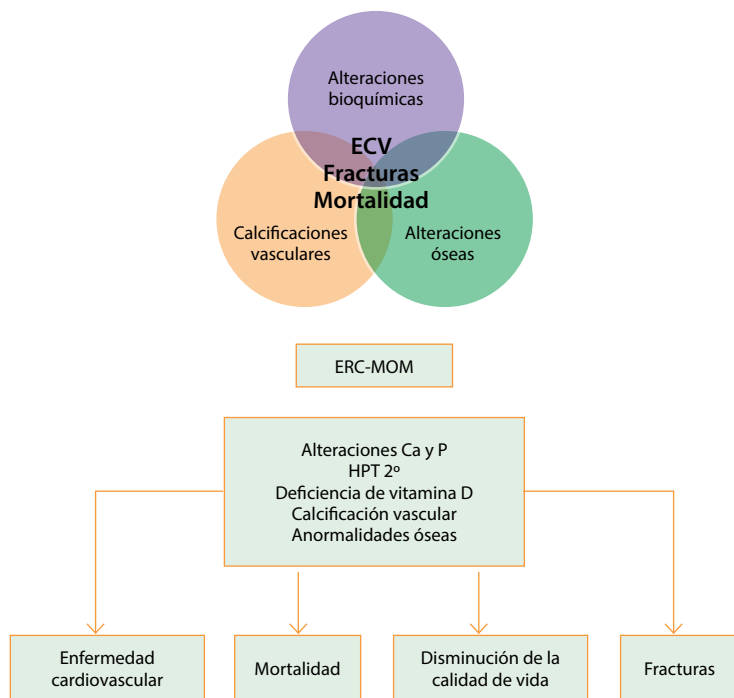 Alteraciones
bioquímicas
ECV
Fracturas
Mortalidad
Calcificaciones
vasculares
Alteraciones
óseas
ERC-MOM
Alteraciones Ca y P
HPT 2º
Deficiencia de vitamina D
Calcificación vascular
Anormalidades óseas
Enfermedad
cardiovascular
Mortalidad
Disminución de la
calidad de vida
Fracturas